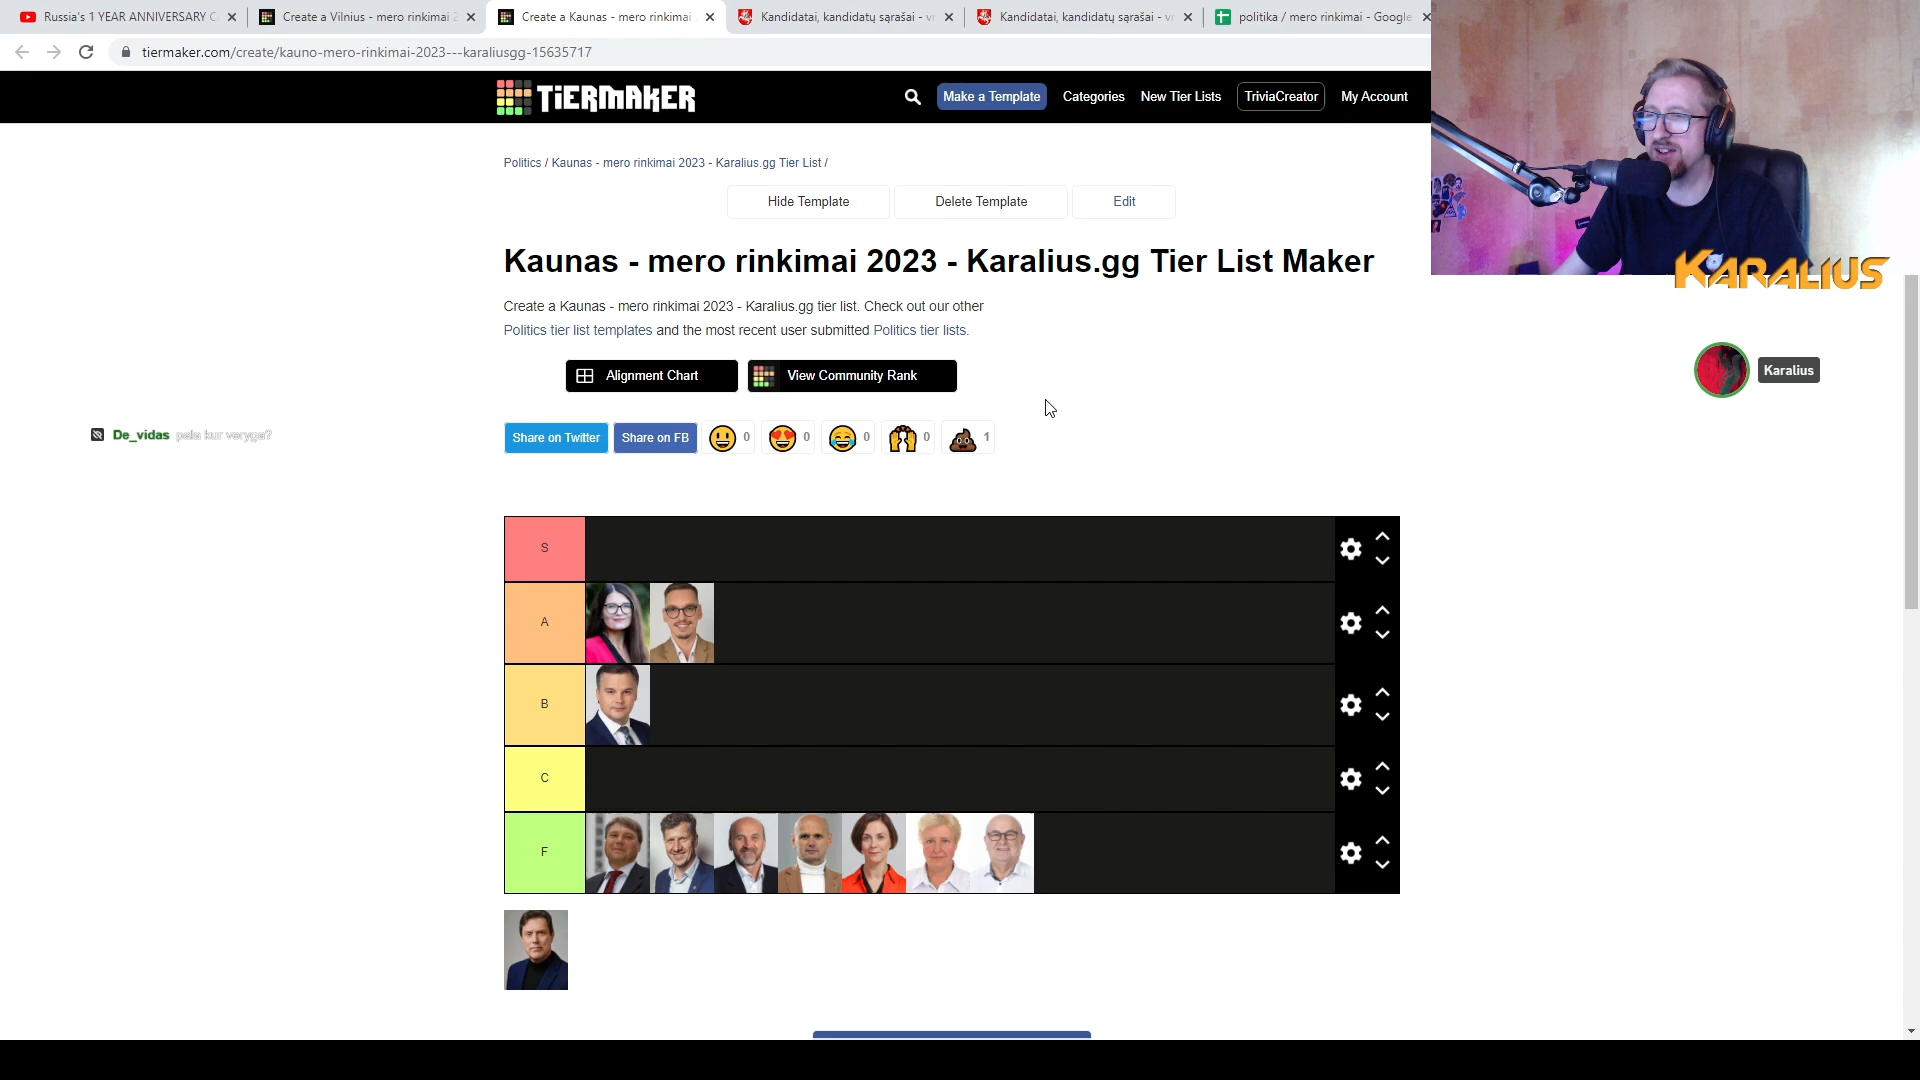 Russia's 1 YEAR ANNIVERSARY
Create a Vilnius - mero rinkimai 2
Create a Kaunas - mero rinkimai
Kandidatai, kandidatų sąrašai - vr
Kandidatai, kandidatų sąrašai - vr
politika / mero rinkimai - Google
tiermaker.com/create/kauno-mero-rinkimai-2023---karaliusgg-15635717
TiERMAKER
Make a Template
Categories
New Tier Lists
TriviaCreator
My Account
Politics / Kaunas - mero rinkimai 2023 - Karalius.gg Tier List /
Hide Template
Delete Template
Edit
KARALIUS
Kaunas - mero rinkimai 2023 - Karalius.gg Tier List Maker
Create a Kaunas - mero rinkimai 2023 - Karalius.gg tier list. Check out our other
Politics tier list templates and the most recent user submitted Politics tier lists.
Alignment Chart
View Community Rank
Karalius
De_vidas pala kur veryga?
Share on Twitter
Share on FB
0
0
0
0
1
S
A
B
C
F